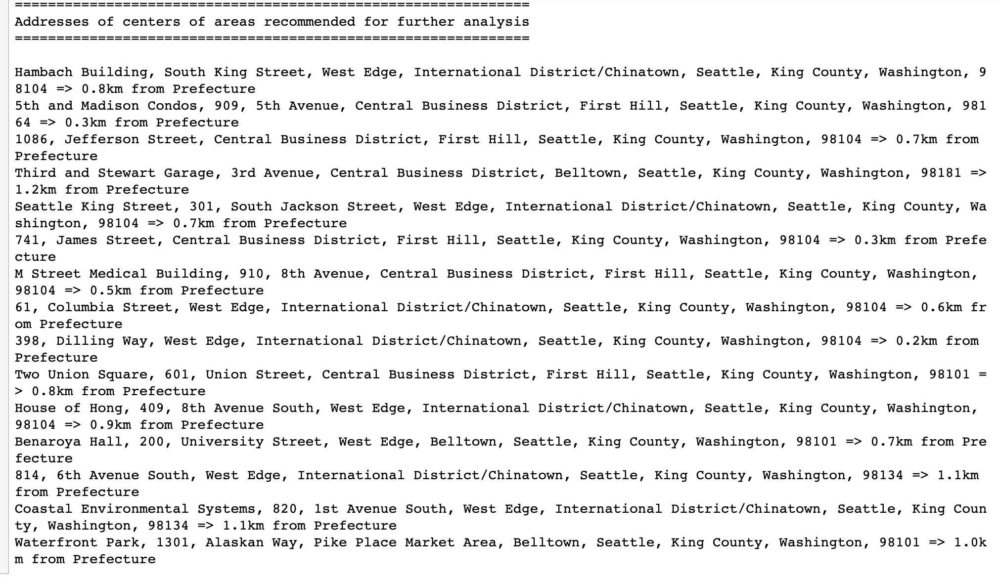 ==============================================================
Addresses of centers of areas recommended for further analysis
==============================================================
Hambach Building, South King Street, West Edge, International District/Chinatown, Seattle, King County, Washington, 9
8104 => 0.8km from Prefecture
5th and Madison Condos, 909, 5th Avenue, Central Business District, First Hill, Seattle, King County, Washington, 981
64 => 0.3km from Prefecture
1086, Jefferson Street, Central Business District, First Hill, Seattle, King County, Washington, 98104 => 0.7km from
Prefecture
Third and Stewart Garage, 3rd Avenue, Central Business District, Belltown, Seattle, King County, Washington, 98181 =>
1.2km from Prefecture
Seattle King Street, 301, South Jackson Street, West Edge, International District/Chinatown, Seattle, King County, Wa
shington, 98104 => 0.7km from Prefecture
741, James Street, Central Business District, First Hill, Seattle, King County, Washington, 98104 => 0.3km from Prefe
cture
M Street Medical Building, 910, 8th Avenue, Central Business District, First Hill, Seattle, King County, Washington,
98104 => 0.5km from Prefecture
61, Columbia Street, West Edge, International District/Chinatown, Seattle, King County, Washington, 98104 => 0.6km fr
om Prefecture
398, Dilling Way, West Edge, International District/Chinatown, Seattle, King County, Washington, 98104 => 0.2km from
Prefecture
Two Union Square, 601, Union Street, Central Business District, First Hill, Seattle, King County, Washington, 98101 =
> 0.8km from Prefecture
House of Hong, 409, 8th Avenue South, West Edge, International District/Chinatown, Seattle, King County, Washington,
98104 => 0.9km from Prefecture
Benaroya Hall, 200, University Street, West Edge, Belltown, Seattle, King County, Washington, 98101 => 0.7km from Pre
fecture
814, 6th Avenue South, West Edge, International District/Chinatown, Seattle, King County, Washington, 98134 => 1.1km
from Prefecture
Coastal Environmental Systems, 820, 1st Avenue South, West Edge, International District/Chinatown, Seattle, King Coun
ty, Washington, 98134 => 1.1km from Prefecture
Waterfront Park, 1301, Alaskan Way, Pike Place Market Area, Belltown, Seattle, King County, Washington, 98101 => 1.0k
m from Prefecture